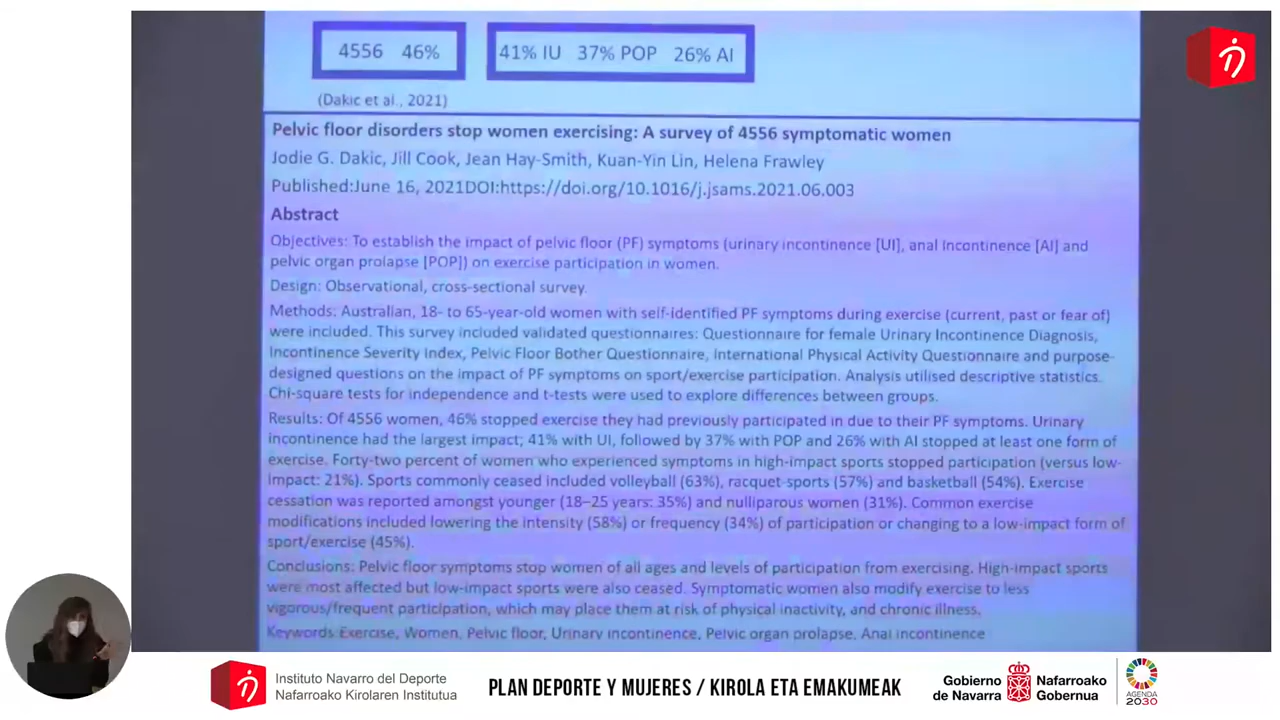 4556 46%
41% IU 37% POP 26% AI
(Dakic et al., 2021)
Pelvic floor disorders stop women exercising: A survey of 4556 symptomatic women
Jodie G. Dakic, Jill Cook, Jean Hay-Smith, Kuan-Yin Lin, Helena Frawley
Published:June 16, 2021DOI:https://doi.org/10.1016/j.jsams.2021.06.003
Abstract
Objectives: To establish the impact of pelvic floor (PF) symptoms (urinary incontinence [UI], anal Incontinence [AI] and
pelvic organ prolapse [POP]) on exercise participation in women.
Design: Observational, cross-sectional survey.
Methods: Australian, 18- to 65-year-old women with self-identified PF symptoms during exercise (current, past or fear of)
were included. This survey included validated questionnaires: Questionnaire for female Urinary Incontinence Diagnosis,
Incontinence Severity Index, Pelvic Floor Bother Questionnaire, International Physical Activity Questionnaire and purpose-
designed questions on the impact of PF symptoms on sport/exercise participation. Analysis utilised descriptive statistics.
Chi-square tests for independence and t-tests were used to explore differences between groups.
Results: Of 4556 women, 46% stopped exercise they had previously participated in due to their PF symptoms. Urinary
incontinence had the largest impact; 41% with UI, followed by 37% with POP and 26% with AI stopped at least one form of
exercise. Forty-two percent of women who experienced symptoms in high-impact sports stopped participation (versus low-
impact: 21%). Sports commonly ceased included volleyball (63%), racquet-sports (57%) and basketball (54%). Exercise
cessation was reported amongst younger (18–25 years: 35%) and nulliparous women (31%). Common exercise
modifications included lowering the intensity (58%) or frequency (34%) of participation or changing to a low-impact form of
sport/exercise (45%).
Conclusions: Pelvic floor symptoms stop women of all ages and levels of participation from exercising. High-impact sports
were most affected but low-impact sports were also ceased. Symptomatic women also modify exercise to less
vigorous/frequent participation, which may place them at risk of physical inactivity, and chronic illness.
Keywords Exercise, Women, Pelvic floor, Urinary incontinence, Pelvic organ prolapse, Anal incontinence
Instituto Navarro del Deporte
Nafarroako Kirolaren Institutua
PLAN DEPORTE Y MUJERES / KIROLA ETA EMAKUMEAK
Gobierno
de Navarra
Nafarroako
Gobernua
AGENDA
2030